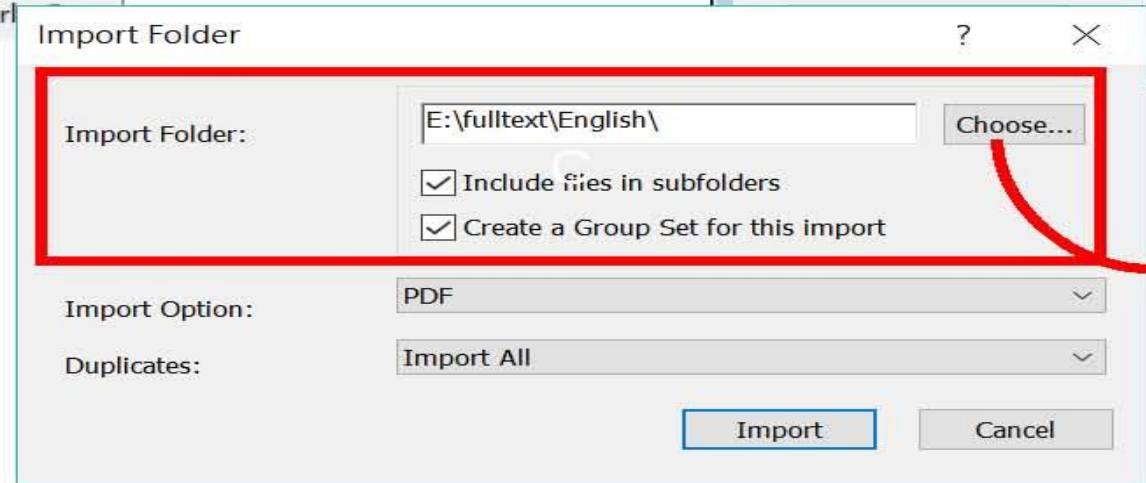 Import Folder ?
Import Folder:
E:\fulltext\English\
Choose...
Include files in subfolders
Create a Group Set for this import
Import Option:
PDF
Duplicates:
Import All
Import
Cancel